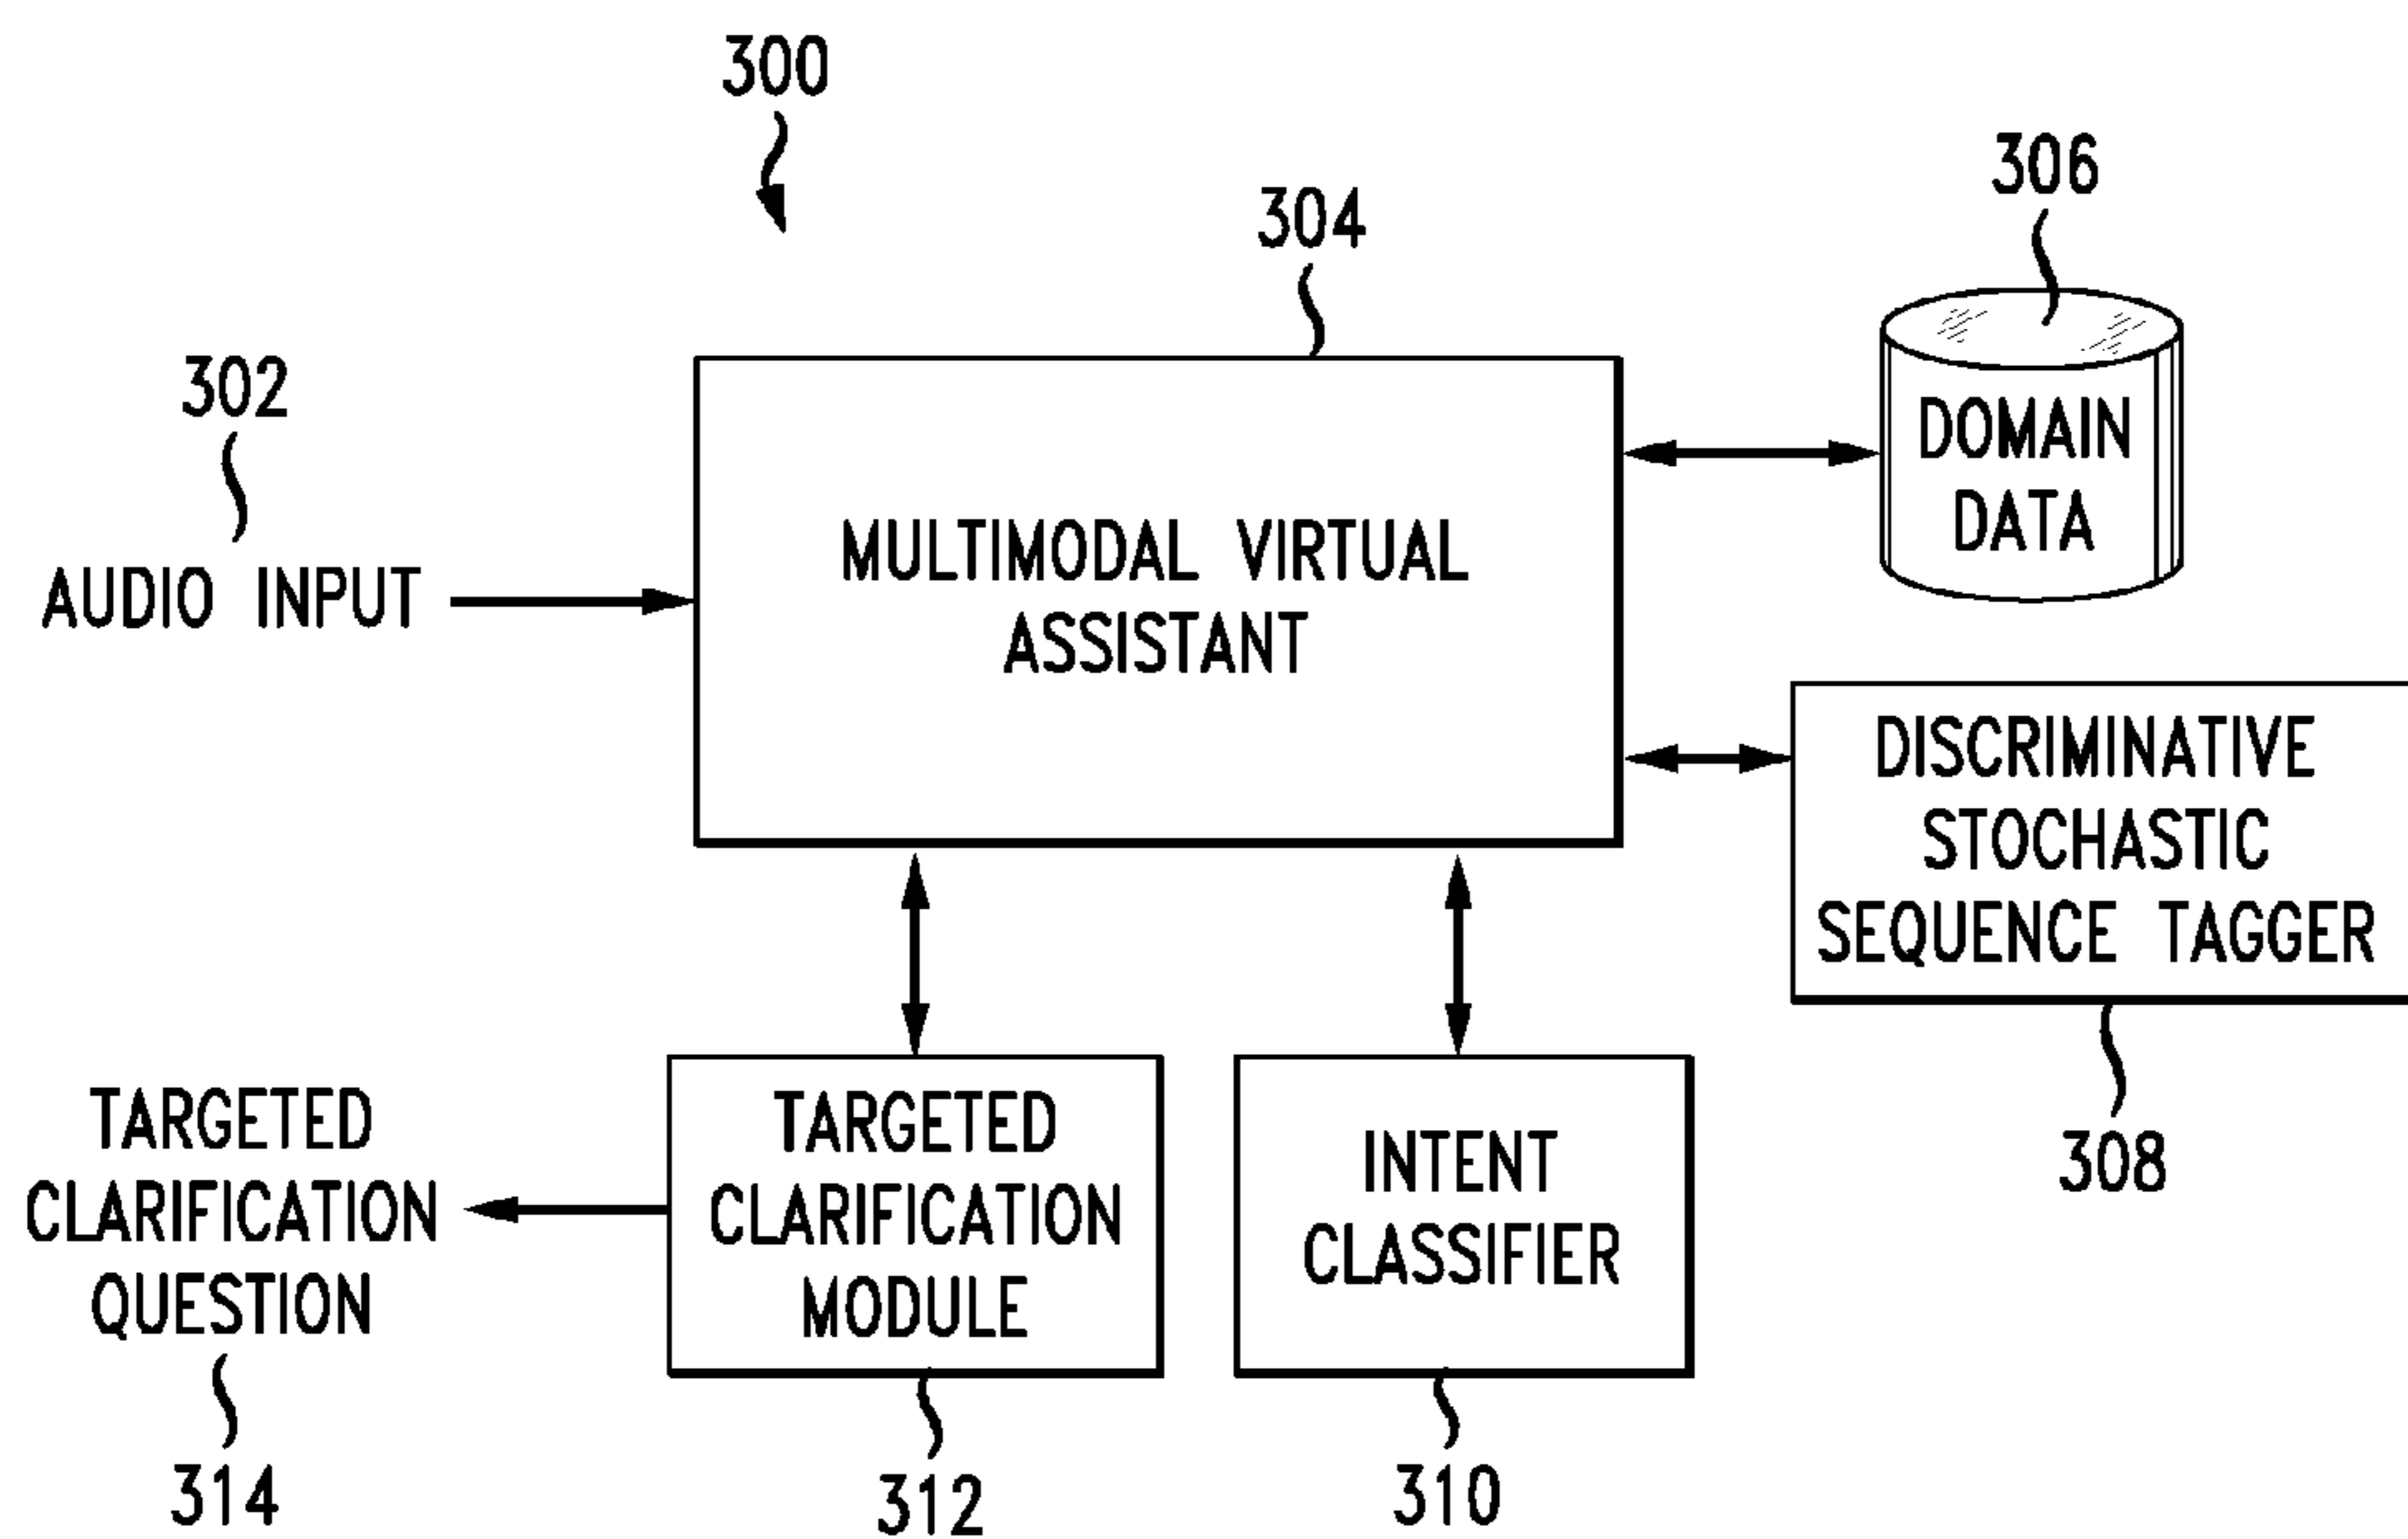 300
306
304
302
DOMAIN
DATA
MULTIMODAL VIRTUAL
ASSISTANT
AUDIO INPUT
DISCRIMINATIVE
STOCHASTIC
SEQUENCE TAGGER
308
TARGETED
CLARIFICATION
QUESTION
314
TARGETED
CLARIFICATION
MODULE
312
INTENT
CLASSIFIER
310